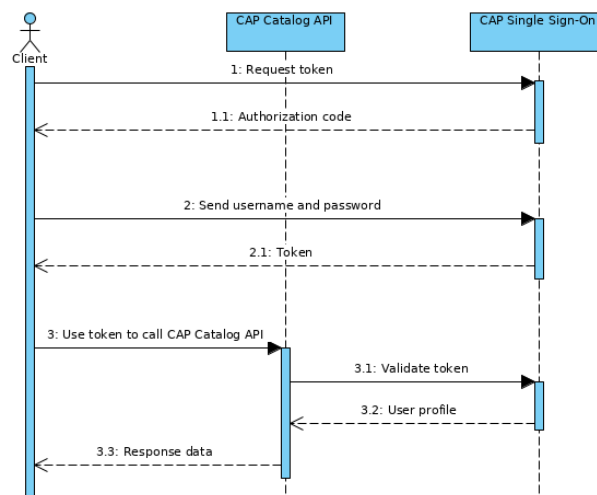 CAP Catalog API
CAP Single Sign-On
Client
1: Request token
1.1: Authorization code
2: Send username and password
2.1: Token
3: Use token to call CAP Catalog API
3.1: Validate token
3.2: User profile
3.3: Response data